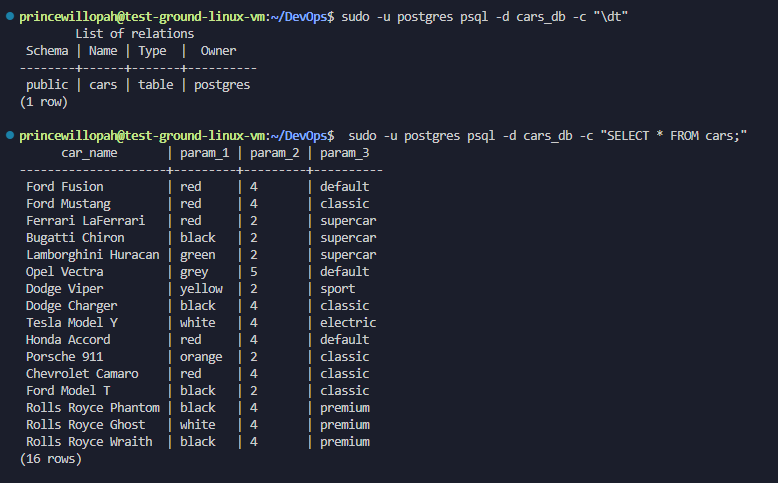 princewillopah@test-ground-linux-vm:~/DevOps$ sudo -u postgres psql -d cars_db -c "\dt"
        List of relations
 Schema | Name | Type  |  Owner
--------+------+-------+----------
 public | cars | table | postgres
(1 row)

princewillopah@test-ground-linux-vm:~/DevOps$  sudo -u postgres psql -d cars_db -c "SELECT * FROM cars;"
      car_name       | param_1 | param_2 | param_3
---------------------+---------+---------+----------
 Ford Fusion         | red     | 4       | default
 Ford Mustang        | red     | 4       | classic
 Ferrari LaFerrari   | red     | 2       | supercar
 Bugatti Chiron      | black   | 2       | supercar
 Lamborghini Huracan | green   | 2       | supercar
 Opel Vectra         | grey    | 5       | default
 Dodge Viper         | yellow  | 2       | sport
 Dodge Charger       | black   | 4       | classic
 Tesla Model Y       | white   | 4       | electric
 Honda Accord        | red     | 4       | default
 Porsche 911         | orange  | 2       | classic
 Chevrolet Camaro    | red     | 4       | classic
 Ford Model T        | black   | 2       | classic
 Rolls Royce Phantom | black   | 4       | premium
 Rolls Royce Ghost   | white   | 4       | premium
 Rolls Royce Wraith  | black   | 4       | premium
(16 rows)